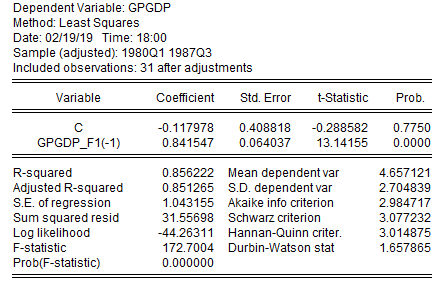 Dependent Variable: GPGDP
Method: Least Squares
Date: 02/19/19 Time: 18:00
Sample (adjusted): 1980Q1 1987Q3
Included observations: 31 after adjustments
Variable Coefficient Std. Error t-Statistic Prob.
C -0.117978 0.408818 -0.288582 0.7750
GPGDP_F1(-1) 0.841547 0.064037 13.14155 0.0000
R-squared 0.856222 Mean dependent var 4.657121
Adjusted R-squared 0.851265 S.D. dependent var 2.704839
S.E. of regression 1.043155 Akaike info criterion 2.984717
Sum squared resid 31.55698 Schwarz criterion 3.077232
Log likelihood -44.26311 Hannan-Quinn criter. 3.014875
F-statistic 172.7004 Durbin-Watson stat 1.657865
Prob(F-statistic) 0.000000